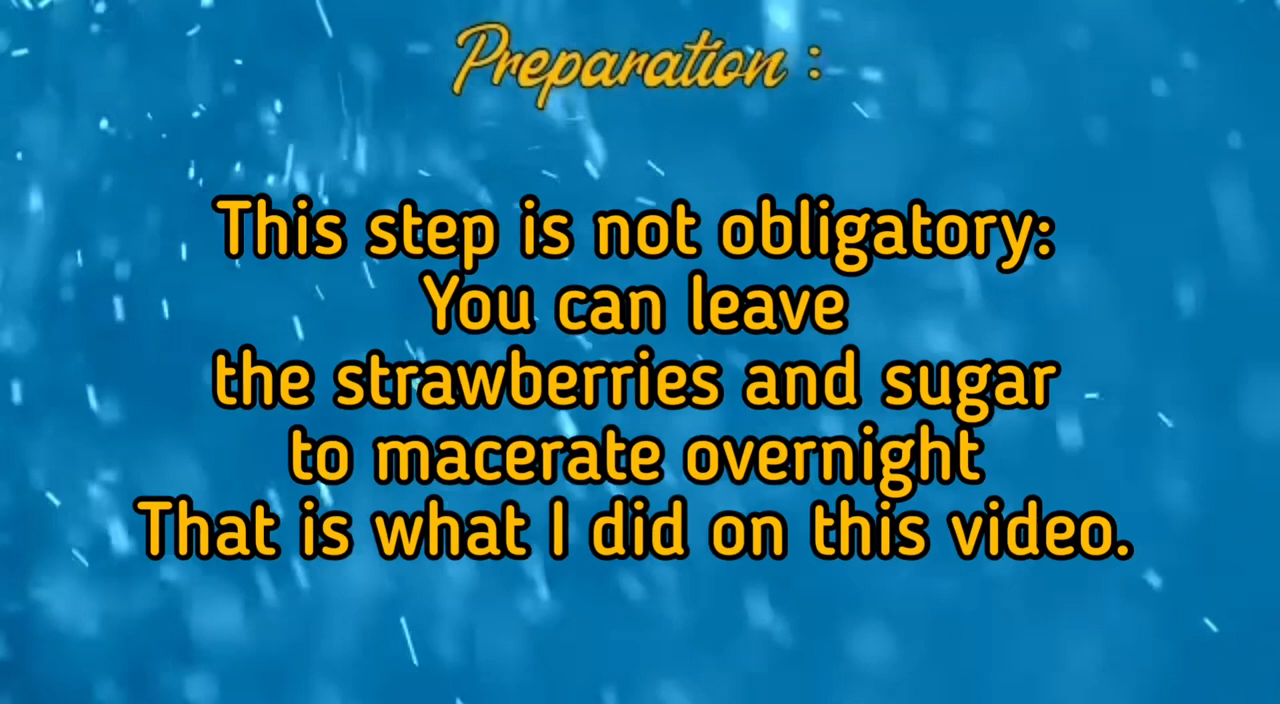 Preparation :
This step is not obligatory:
You can leave
the strawberries and sugar
to macerate overnight
That is what I did on this video.